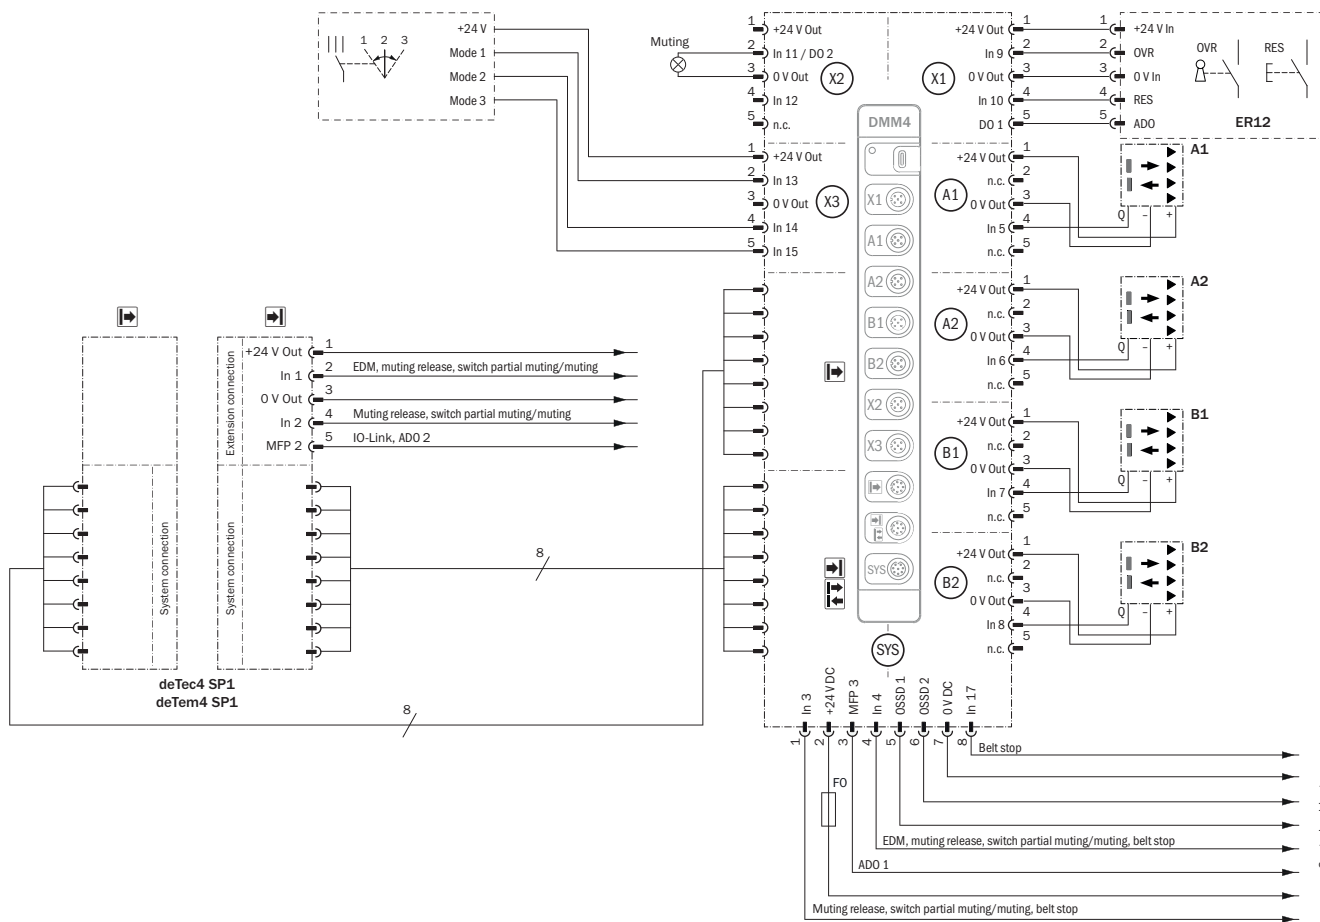 +24 V
Mode 1
Mode 2
Mode 3
1 2 3
Muting
1 +24 V Out
2 In 11 / DO 2
3 0 V Out
4 In 12
5 n.c.
X2
1 +24 V Out
2 In 13
3 0 V Out
4 In 14
5 In 15
X3
+24 V Out 1
In 9 2
0 V Out 3
In 10 4
DO 1 5
X1
1 +24 V In
2 OVR
3 0 V In
4 RES
5 ADO
OVR RES
ER12
DMM4
X1
A1
A2
B1
B2
X2
X3
SYS
+24 V Out 1
n.c. 2
0 V Out 3
In 5 4
n.c. 5
A1
A1
Q – +
+24 V Out 1
n.c. 2
0 V Out 3
In 6 4
n.c. 5
A2
A2
Q – +
+24 V Out 1
n.c. 2
0 V Out 3
In 7 4
n.c. 5
B1
B1
Q – +
+24 V Out 1
n.c. 2
0 V Out 3
In 8 4
n.c. 5
B2
B2
Q – +
Extension connection
+24 V Out 1
In 1 2 EDM, muting release, switch partial muting/muting
0 V Out 3
In 2 4 Muting release, switch partial muting/muting
MFP 2 5 IO-Link, ADO 2
System connection
System connection
deTec4 SP1
deTem4 SP1
8
8
SYS
In 3
+24 V DC
MFP 3
In 4
OSSD 1
OSSD 2
0 V DC
In 17
1 2 3 4 5 6 7 8
Belt stop
F0
EDM, muting release, switch partial muting/muting, belt stop
ADO 1
Muting release, switch partial muting/muting, belt stop